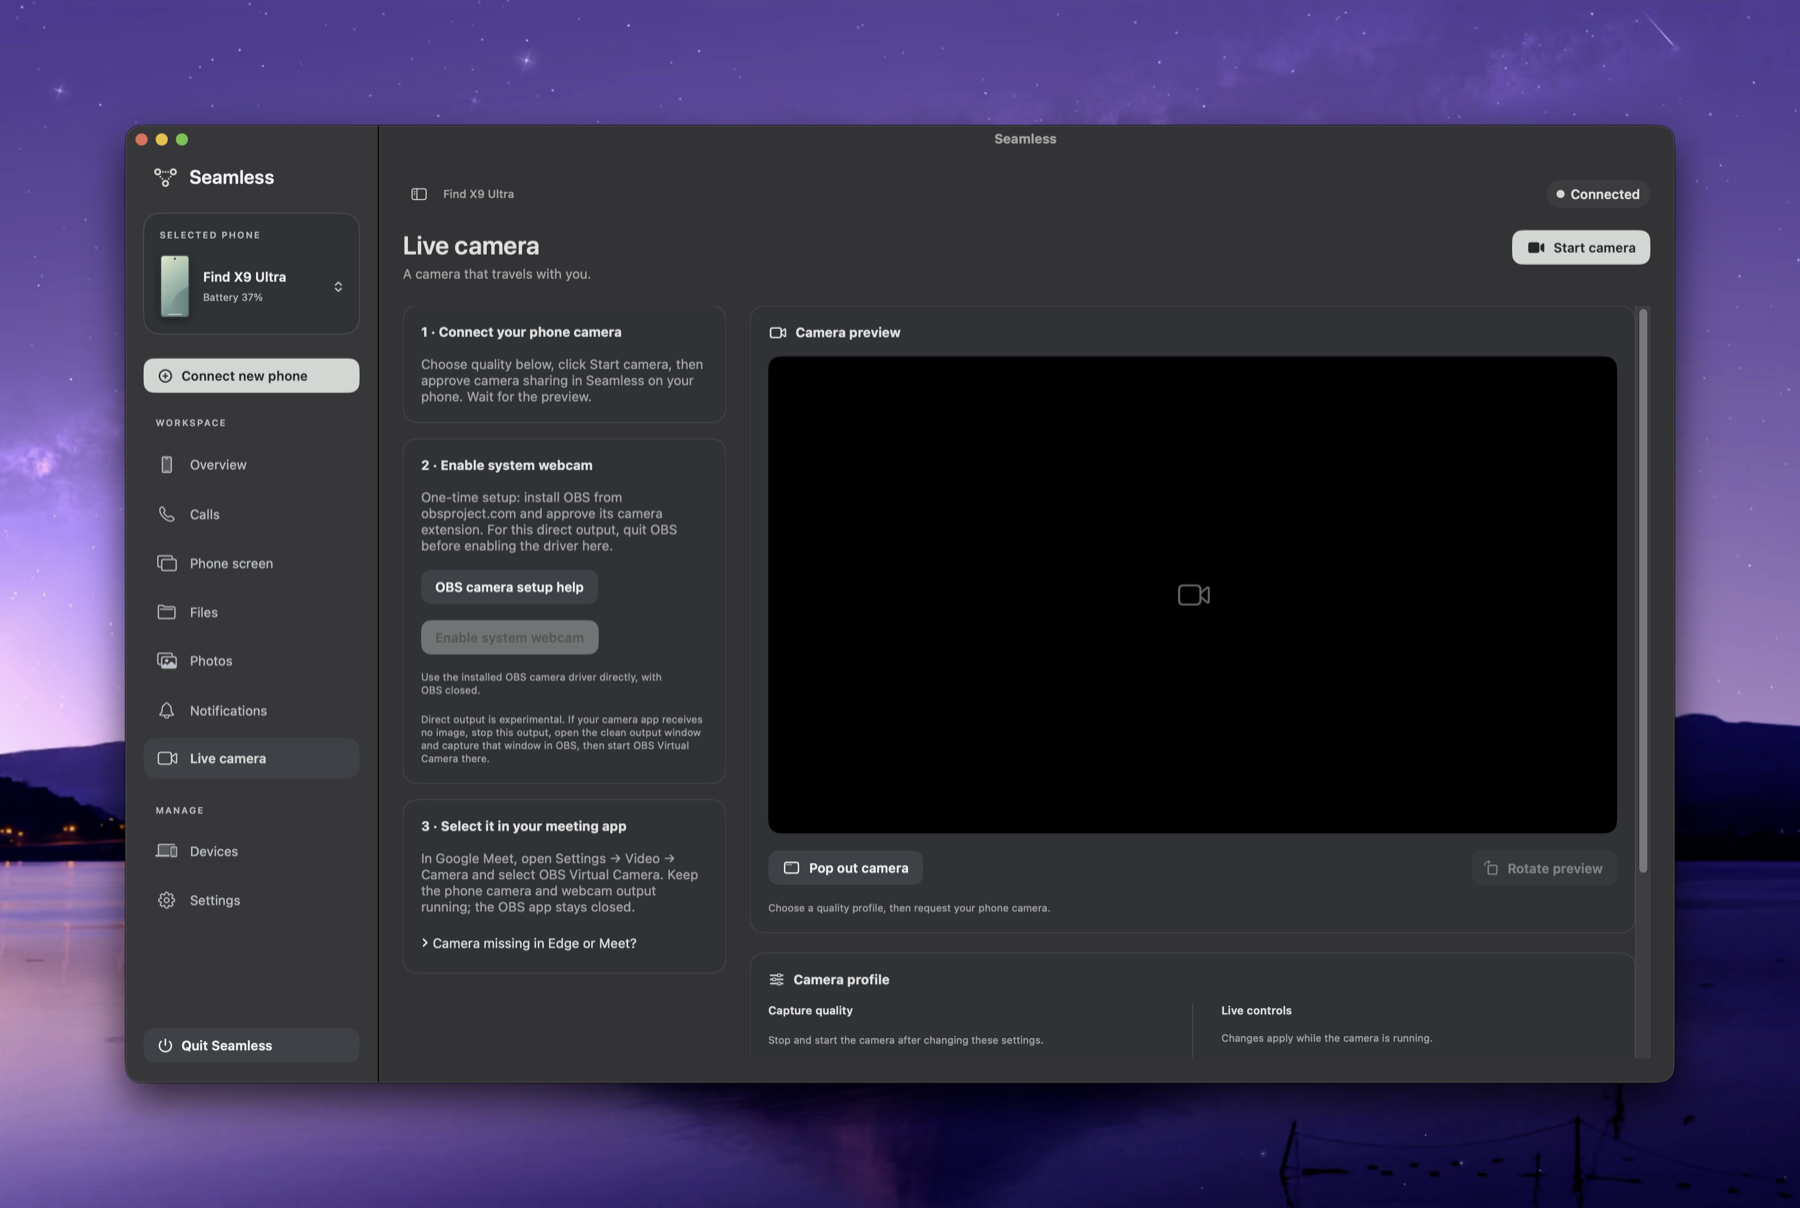 Seamless
Seamless
SELECTED PHONE
Find X9 Ultra
Battery 37%
Connect new phone
WORKSPACE
Overview
Calls
Phone screen
Files
Photos
Notifications
Live camera
MANAGE
Devices
Settings
Quit Seamless
Find X9 Ultra
Connected
Live camera
A camera that travels with you.
Start camera
1 · Connect your phone camera
Choose quality below, click Start camera, then
approve camera sharing in Seamless on your
phone. Wait for the preview.
2 · Enable system webcam
One-time setup: install OBS from
obsproject.com and approve its camera
extension. For this direct output, quit OBS
before enabling the driver here.
OBS camera setup help
Enable system webcam
Use the installed OBS camera driver directly, with
OBS closed.
Direct output is experimental. If your camera app receives
no image, stop this output, open the clean output window
and capture that window in OBS, then start OBS Virtual
Camera there.
3 · Select it in your meeting app
In Google Meet, open Settings → Video →
Camera and select OBS Virtual Camera. Keep
the phone camera and webcam output
running; the OBS app stays closed.
Camera missing in Edge or Meet?
Camera preview
Pop out camera
Rotate preview
Choose a quality profile, then request your phone camera.
Camera profile
Capture quality
Stop and start the camera after changing these settings.
Live controls
Changes apply while the camera is running.